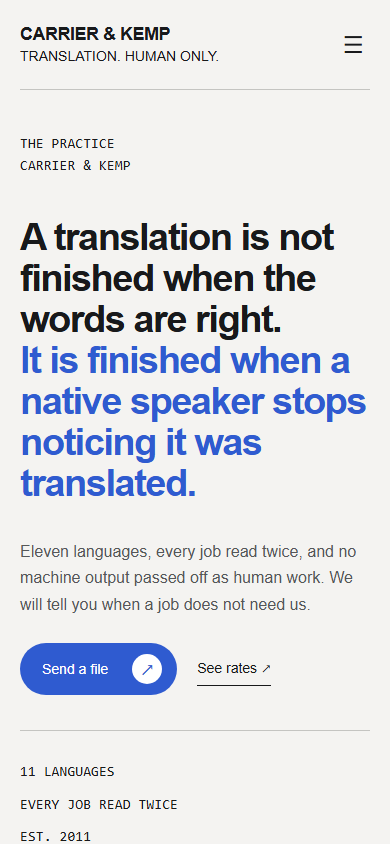 CARRIER & KEMP
TRANSLATION. HUMAN ONLY.
THE PRACTICE
CARRIER & KEMP
A translation is not
finished when the
words are right.
It is finished when a
native speaker stops
noticing it was
translated.
Eleven languages, every job read twice, and no
machine output passed off as human work. We
will tell you when a job does not need us.
Send a file ↗
See rates ↗
11 LANGUAGES
EVERY JOB READ TWICE
EST. 2011